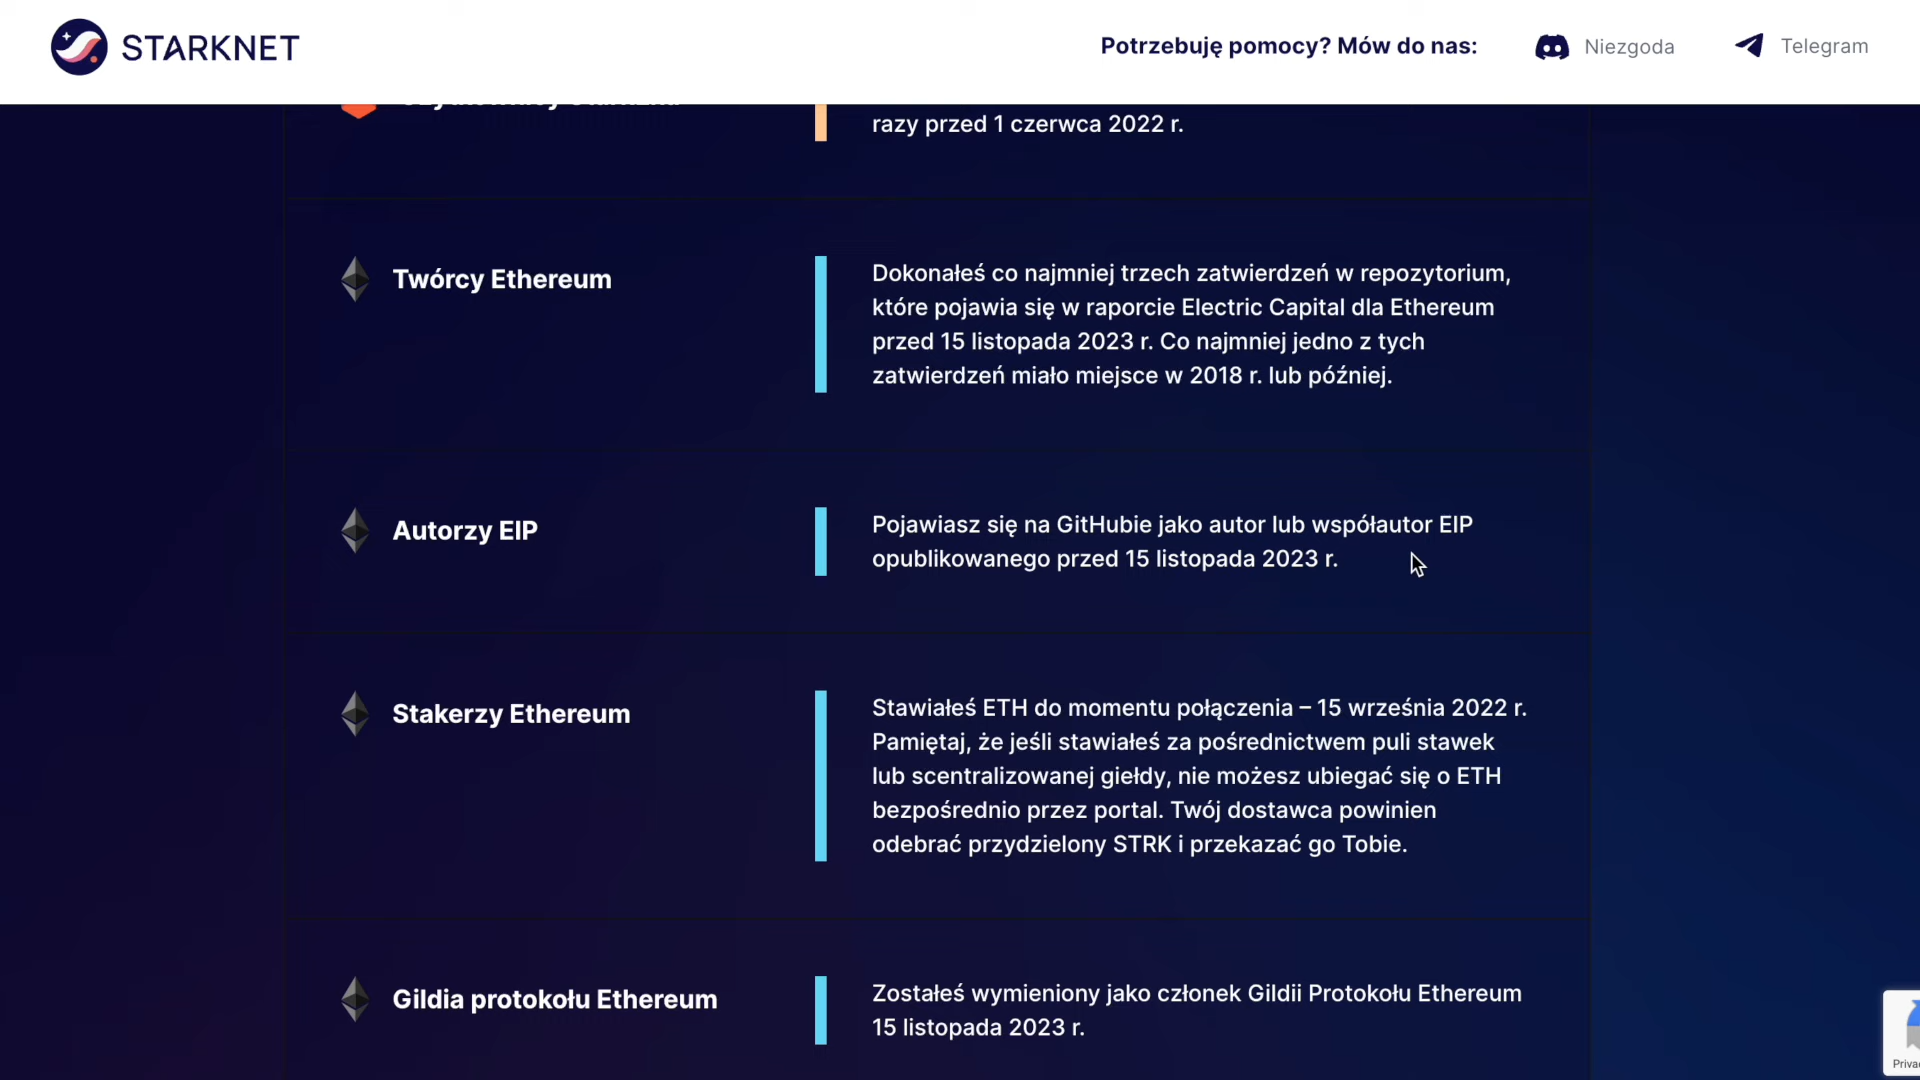 STARKNET
Potrzebuję pomocy? Mów do nas:
Niezgoda
Telegram
razy przed 1 czerwca 2022 r.
Twórcy Ethereum
Dokonałeś co najmniej trzech zatwierdzeń w repozytorium,
które pojawia się w raporcie Electric Capital dla Ethereum
przed 15 listopada 2023 r. Co najmniej jedno z tych
zatwierdzeń miało miejsce w 2018 r. lub później.
Autorzy EIP
Pojawiasz się na GitHubie jako autor lub współautor EIP
opublikowanego przed 15 listopada 2023 r.
Stakerzy Ethereum
Stawiałeś ETH do momentu połączenia – 15 września 2022 r.
Pamiętaj, że jeśli stawiałeś za pośrednictwem puli stawek
lub scentralizowanej giełdy, nie możesz ubiegać się o ETH
bezpośrednio przez portal. Twój dostawca powinien
odebrać przydzielony STRK i przekazać go Tobie.
Gildia protokołu Ethereum
Zostałeś wymieniony jako członek Gildii Protokołu Ethereum
15 listopada 2023 r.